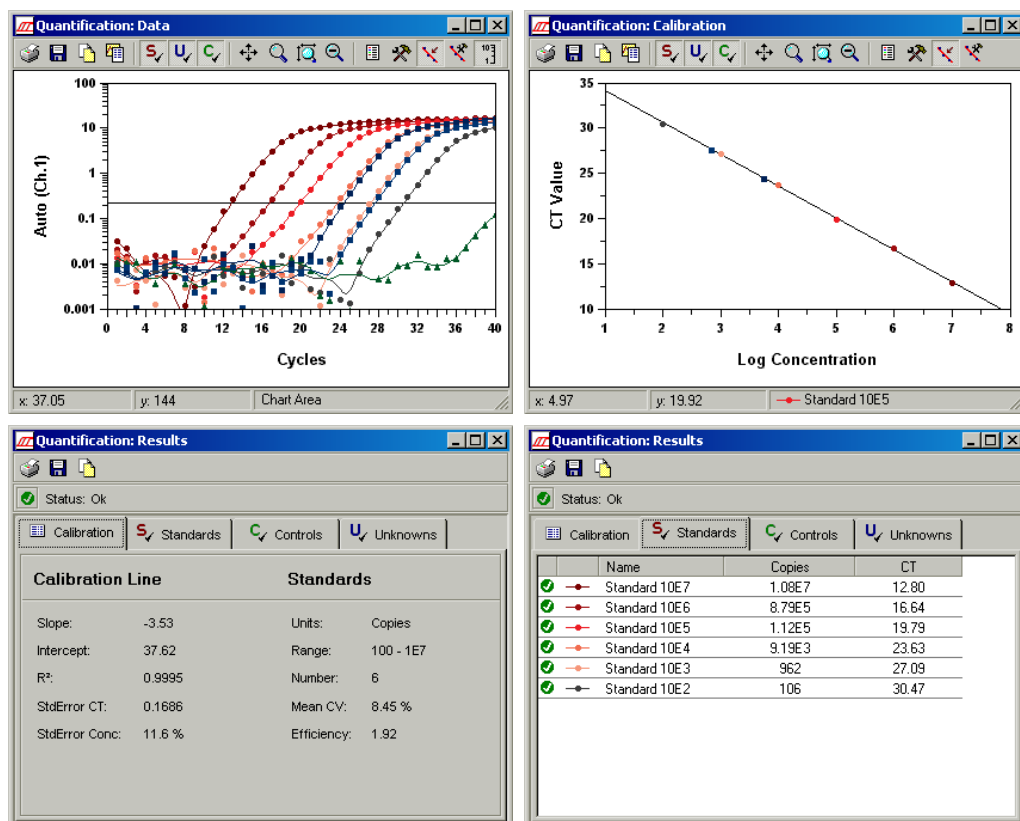 Quantification: Data
S U C 10 1
100
10
1
0.1
0.01
0.001
Auto (Ch.1)
0 4 8 12 16 20 24 28 32 36 40
Cycles
x: 37.05 y: 144 Chart Area
Quantification: Calibration
S U C
35
30
25
20
15
10
CT Value
1 2 3 4 5 6 7 8
Log Concentration
x: 4.97 y: 19.92 Standard 10E5
Quantification: Results
Status: Ok
Calibration S Standards C Controls U Unknowns
Calibration Line Standards
Slope: -3.53 Units: Copies
Intercept: 37.62 Range: 100 - 1E7
R²: 0.9995 Number: 6
StdError CT: 0.1686 Mean CV: 8.45 %
StdError Conc: 11.6 % Efficiency: 1.92
Quantification: Results
Status: Ok
Calibration S Standards C Controls U Unknowns
Name Copies CT
Standard 10E7 1.08E7 12.80
Standard 10E6 8.79E5 16.64
Standard 10E5 1.12E5 19.79
Standard 10E4 9.19E3 23.63
Standard 10E3 962 27.09
Standard 10E2 106 30.47